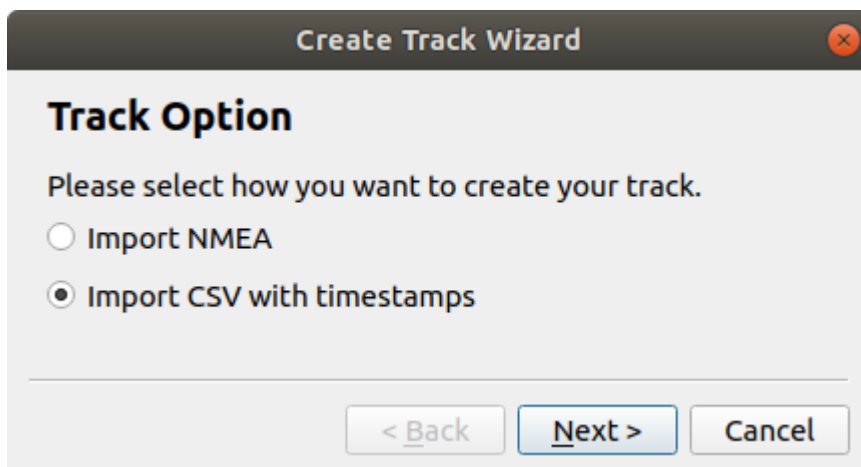 Create Track Wizard
Track Option
Please select how you want to create your track.
Import NMEA
Import CSV with timestamps
< Back Next > Cancel